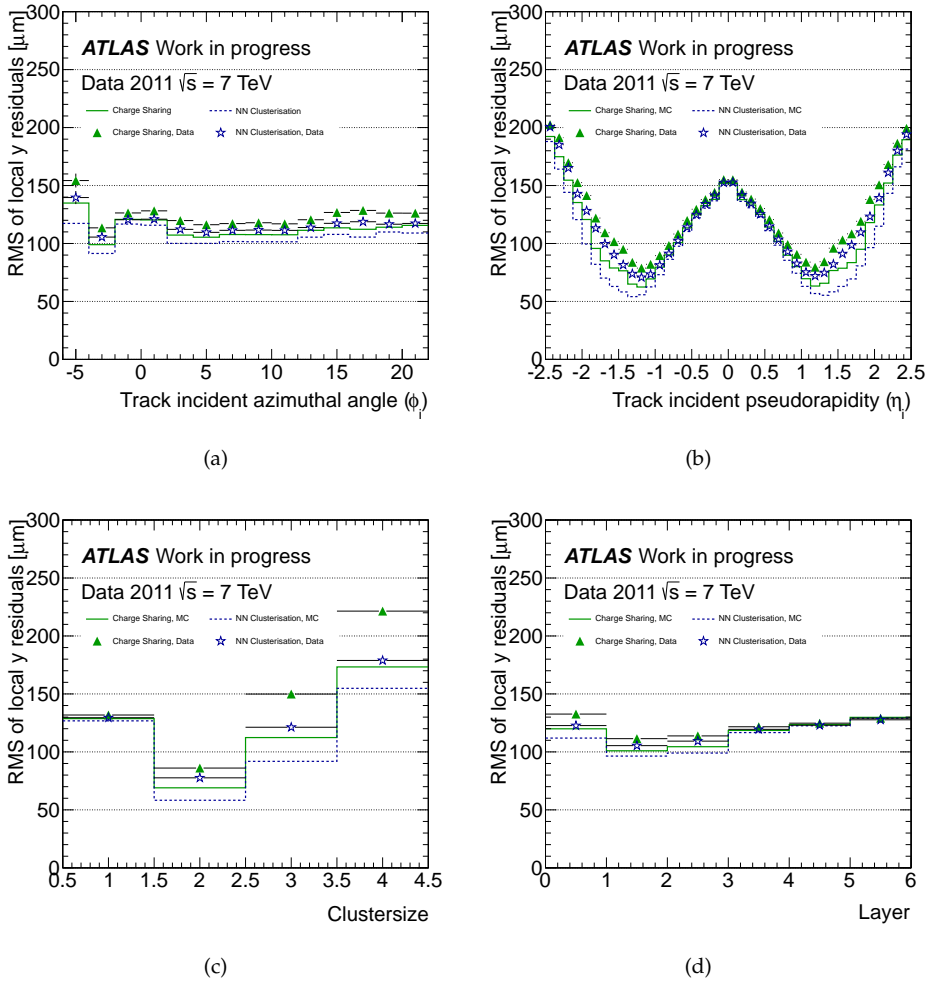 RMS of local y residuals [μm]
300
250
200
150
100
50
0
ATLAS Work in progress
Data 2011 √s = 7 TeV
Charge Sharing
NN Clusterisation
Charge Sharing, Data
NN Clusterisation, Data
-5 0 5 10 15 20
Track incident azimuthal angle (ϕi)
(a)
RMS of local y residuals [μm]
300
250
200
150
100
50
0
ATLAS Work in progress
Data 2011 √s = 7 TeV
Charge Sharing, MC
NN Clusterisation, MC
Charge Sharing, Data
NN Clusterisation, Data
-2.5 -2 -1.5 -1 -0.5 0 0.5 1 1.5 2 2.5
Track incident pseudorapidity (ηi)
(b)
RMS of local y residuals [μm]
300
250
200
150
100
50
0
ATLAS Work in progress
Data 2011 √s = 7 TeV
Charge Sharing, MC
NN Clusterisation, MC
Charge Sharing, Data
NN Clusterisation, Data
0.5 1 1.5 2 2.5 3 3.5 4 4.5
Clustersize
(c)
RMS of local y residuals [μm]
300
250
200
150
100
50
0
ATLAS Work in progress
Data 2011 √s = 7 TeV
Charge Sharing, MC
NN Clusterisation, MC
Charge Sharing, Data
NN Clusterisation, Data
0 1 2 3 4 5 6
Layer
(d)